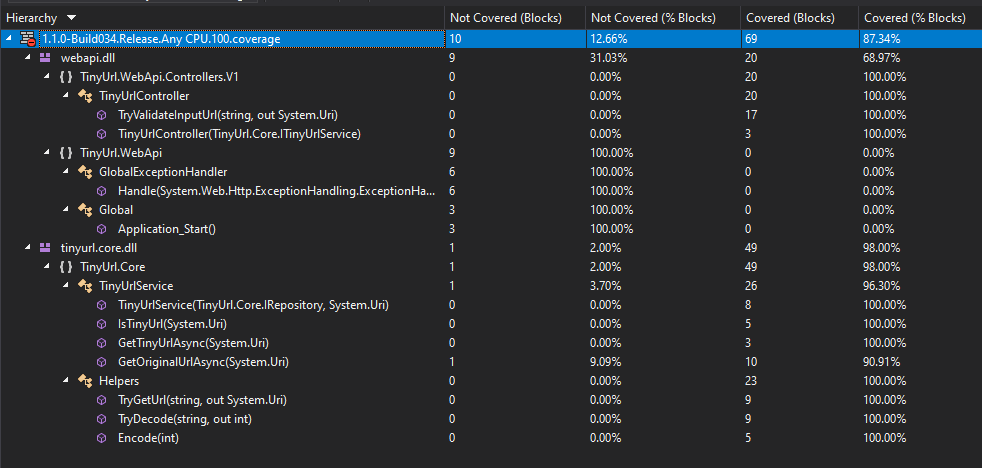 Hierarchy Not Covered (Blocks) Not Covered (% Blocks) Covered (Blocks) Covered (% Blocks)
1.1.0-Build034.Release.Any CPU.100.coverage 10 12.66% 69 87.34%
webapi.dll 9 31.03% 20 68.97%
{ } TinyUrl.WebApi.Controllers.V1 0 0.00% 20 100.00%
TinyUrlController 0 0.00% 20 100.00%
TryValidateInputUrl(string, out System.Uri) 0 0.00% 17 100.00%
TinyUrlController(TinyUrl.Core.ITinyUrlService) 0 0.00% 3 100.00%
{ } TinyUrl.WebApi 9 100.00% 0 0.00%
GlobalExceptionHandler 6 100.00% 0 0.00%
Handle(System.Web.Http.ExceptionHandling.ExceptionHa... 6 100.00% 0 0.00%
Global 3 100.00% 0 0.00%
Application_Start() 3 100.00% 0 0.00%
tinyurl.core.dll 1 2.00% 49 98.00%
{ } TinyUrl.Core 1 2.00% 49 98.00%
TinyUrlService 1 3.70% 26 96.30%
TinyUrlService(TinyUrl.Core.IRepository, System.Uri) 0 0.00% 8 100.00%
IsTinyUrl(System.Uri) 0 0.00% 5 100.00%
GetTinyUrlAsync(System.Uri) 0 0.00% 3 100.00%
GetOriginalUrlAsync(System.Uri) 1 9.09% 10 90.91%
Helpers 0 0.00% 23 100.00%
TryGetUrl(string, out System.Uri) 0 0.00% 9 100.00%
TryDecode(string, out int) 0 0.00% 9 100.00%
Encode(int) 0 0.00% 5 100.00%